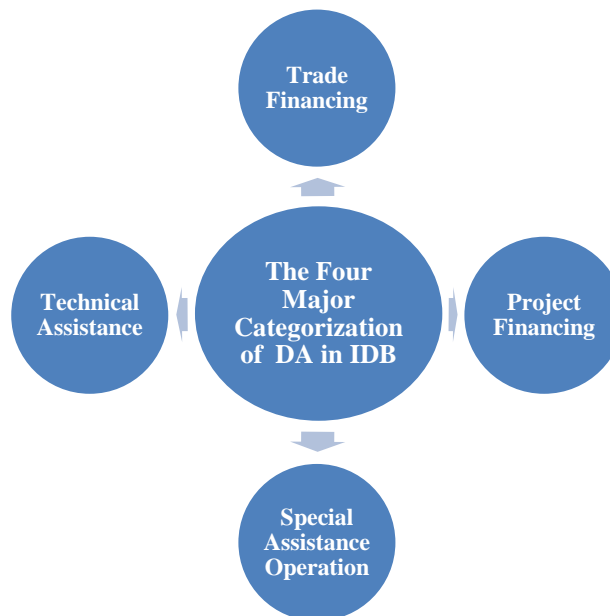 Trade
Financing
Technical
Assistance
The Four
Major
Categorization
of DA in IDB
Project
Financing
Special
Assistance
Operation